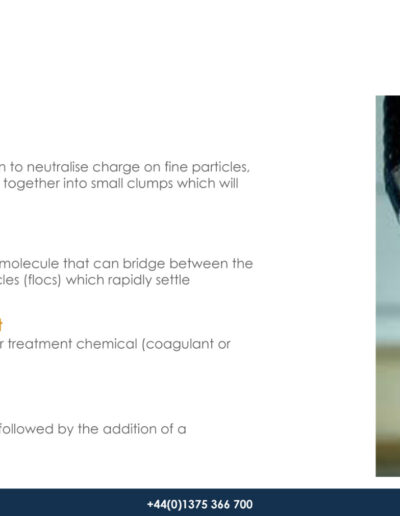 to neutralise charge on fine particles,
together into small clumps which will
molecule that can bridge between the
(flocs) which rapidly settle
treatment chemical (coagulant or
followed by the addition of a
+44(0)1375 366 700